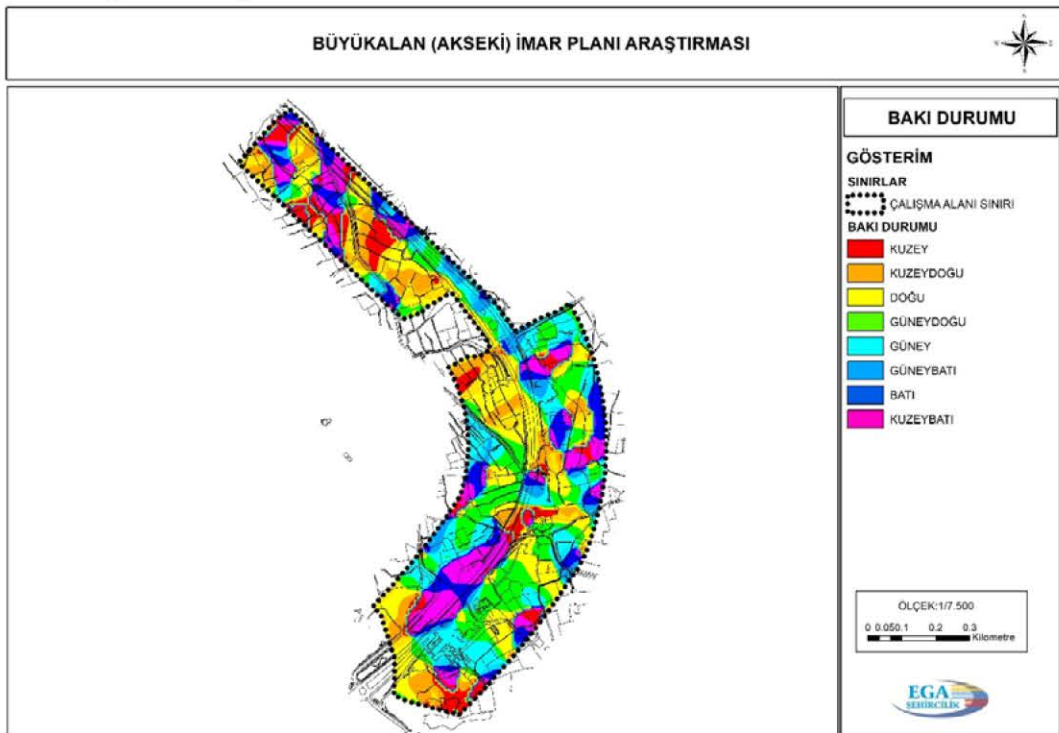 BÜYÜKALAN (AKSEKİ) İMAR PLANI ARAŞTIRMASI
BAKI DURUMU
GÖSTERİM
SINIRLAR
ÇALIŞMA ALANI SINIRI
BAKI DURUMU
KUZEY
KUZEYDOĞU
DOĞU
GÜNEYDOĞU
GÜNEY
GÜNEYBATI
BATI
KUZEYBATI
ÖLÇEK:1/7.500
0 0.050.1 0.2 0.3
Kilometre
EGA
ŞEHİRCİLİK